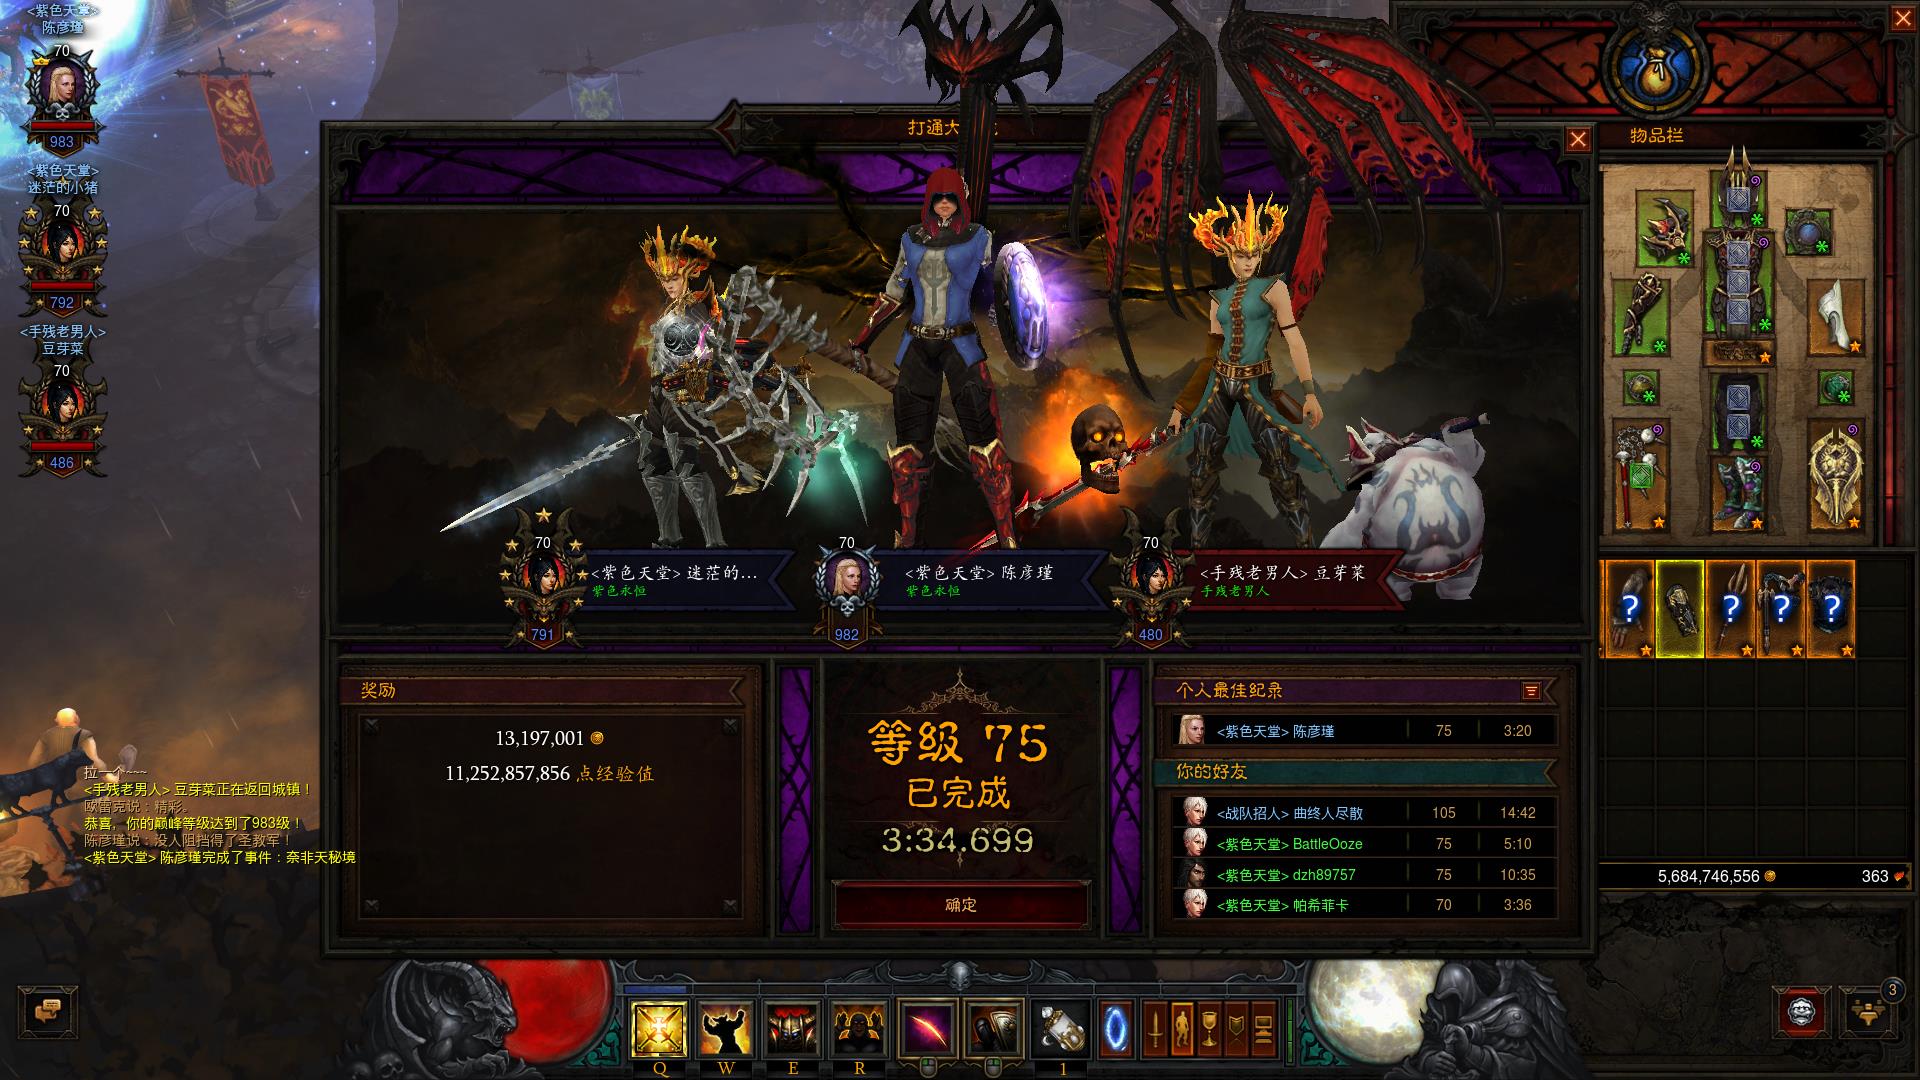 <紫色天堂>
陈彦瑾
70
983
<紫色天堂>
迷茫的小猪
70
792
<手残老男人>
豆芽菜
70
486
打通大
物品栏
70
<紫色天堂> 迷茫的...
紫色永恒
791
70
<紫色天堂> 陈彦瑾
紫色永恒
982
70
<手残老男人> 豆芽菜
手残老男人
480
奖励
13,197,001
11,252,857,856 点经验值
等级 75
已完成
3:34.699
确定
个人最佳纪录
<紫色天堂> 陈彦瑾 75 3:20
你的好友
<战队招人> 曲终人尽散 105 14:42
<紫色天堂> BattleOoze 75 5:10
<紫色天堂> dzh89757 75 10:35
<紫色天堂> 帕希菲卡 70 3:36
拉一个~~~
<手残老男人> 豆芽菜正在返回城镇！
欧雷克说：精彩。
恭喜，你的巅峰等级达到了983级！
陈彦瑾说：没人阻挡得了圣教军！
<紫色天堂> 陈彦瑾完成了事件：奈非天秘境
? ? ? ?
5,684,746,556 363
Q W E R 1
3